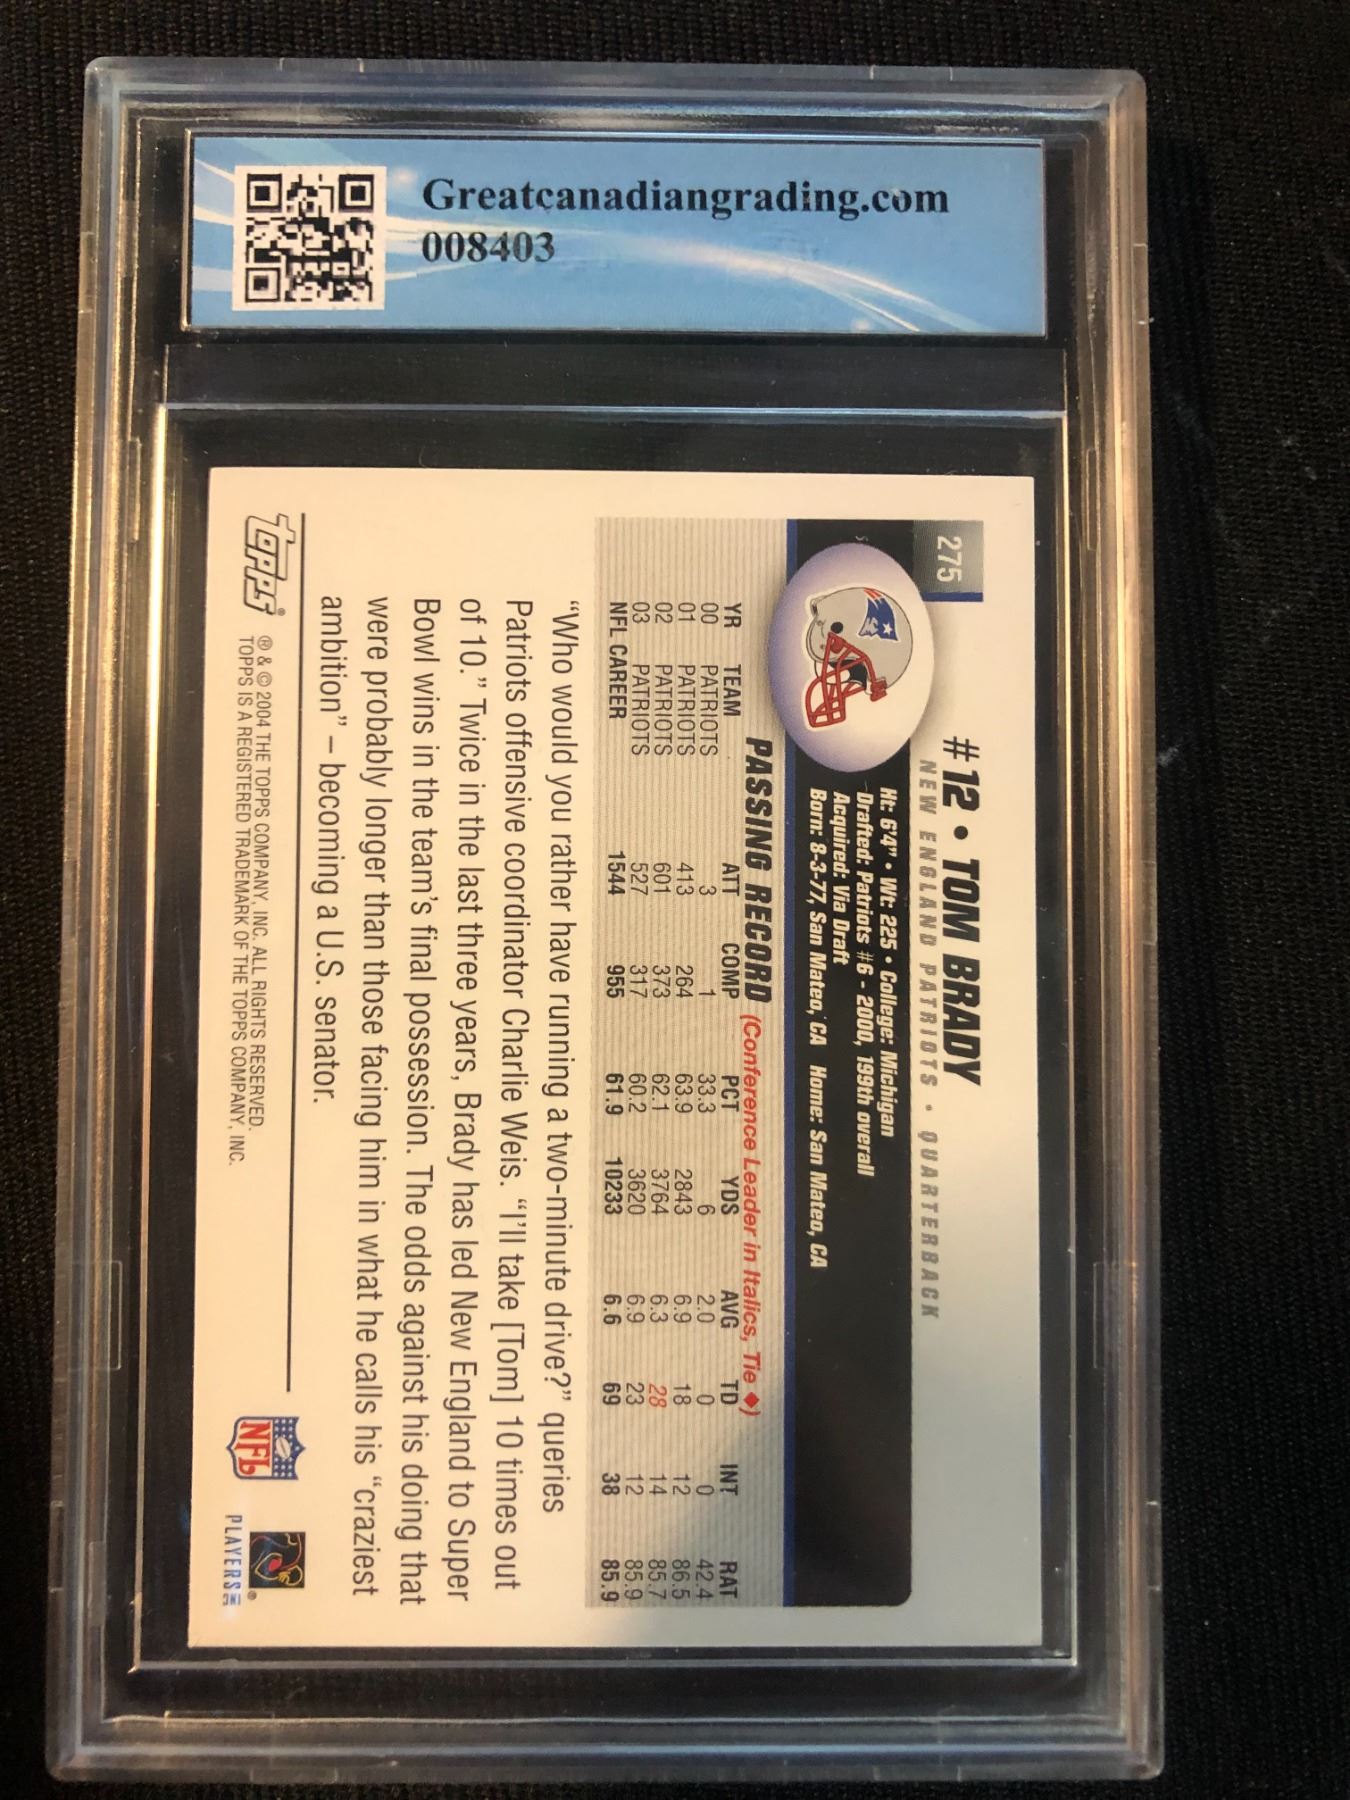 Greatcanadiangrading.com
008403
275
#12 • TOM BRADY
NEW ENGLAND PATRIOTS • QUARTERBACK
Ht: 6'4" • Wt: 225 • College: Michigan
Drafted: Patriots #6 - 2000, 199th overall
Acquired: Via Draft
Born: 8-3-77, San Mateo, CA Home: San Mateo, CA
PASSING RECORD (Conference Leader in Italics, Tie ♦)
YR TEAM ATT COMP PCT YDS AVG TD INT RAT
00 PATRIOTS 3 1 33.3 6 2.0 0 0 42.4
01 PATRIOTS 413 264 63.9 2843 6.9 18 12 86.5
02 PATRIOTS 601 373 62.1 3764 6.3 28 14 85.7
03 PATRIOTS 527 317 60.2 3620 6.9 23 12 85.9
NFL CAREER 1544 955 61.9 10233 6.6 69 38 85.9
“Who would you rather have running a two-minute drive?” queries
Patriots offensive coordinator Charlie Weis. “I'll take [Tom] 10 times out
of 10.” Twice in the last three years, Brady has led New England to Super
Bowl wins in the team's final possession. The odds against his doing that
were probably longer than those facing him in what he calls his “craziest
ambition” – becoming a U.S. senator.
TOPPS®
® & © 2004 THE TOPPS COMPANY, INC. ALL RIGHTS RESERVED.
TOPPS IS A REGISTERED TRADEMARK OF THE TOPPS COMPANY, INC.
NFL
PLAYERS